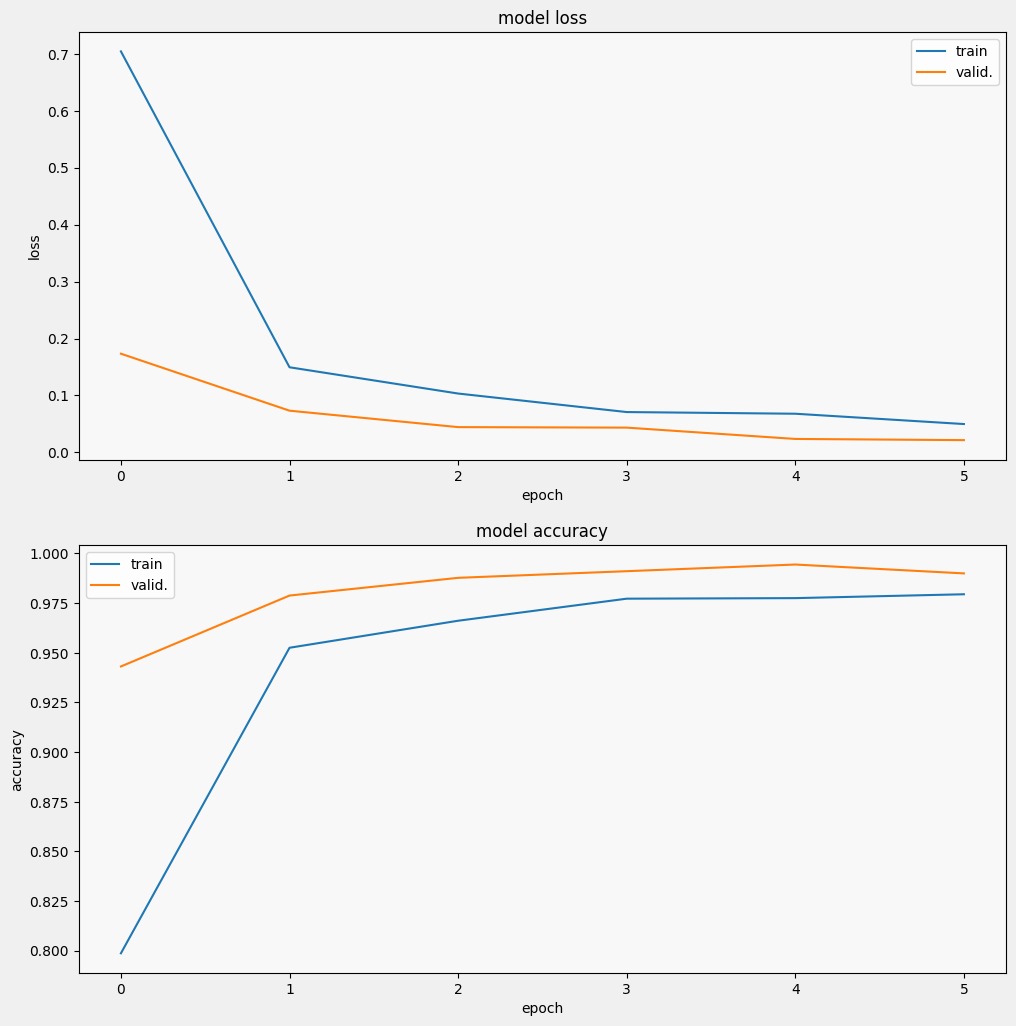 model loss
train
valid.
0.7
0.6
0.5
0.4
0.3
0.2
0.1
0.0
loss
0 1 2 3 4 5
epoch
model accuracy
train
valid.
1.000
0.975
0.950
0.925
0.900
0.875
0.850
0.825
0.800
accuracy
0 1 2 3 4 5
epoch